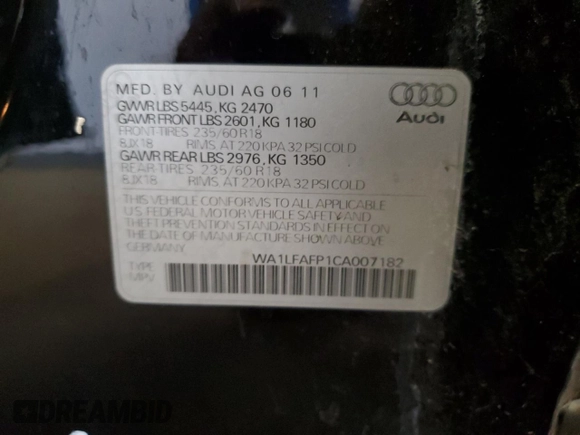 MFD. BY AUDI AG 06 11
GVWR LBS 5445, KG 2470
GAWR FRONT LBS 2601, KG 1180
FRONT TIRES 235/60 R18
8JX18 RIMS, AT 220 KPA 32 PSI COLD
GAWR REAR LBS 2976, KG 1350
REAR TIRES 235/60 R18
8JX18 RIMS, AT 220 KPA 32 PSI COLD
Audi
THIS VEHICLE CONFORMS TO ALL APPLICABLE
U.S. FEDERAL MOTOR VEHICLE SAFETY AND
THEFT PREVENTION STANDARDS IN EFFECT ON
THE DATE OF MANUFACTURE SHOWN ABOVE.
GERMANY WA1LFAFP1CA007182
TYPE
MPV
DREAMBID